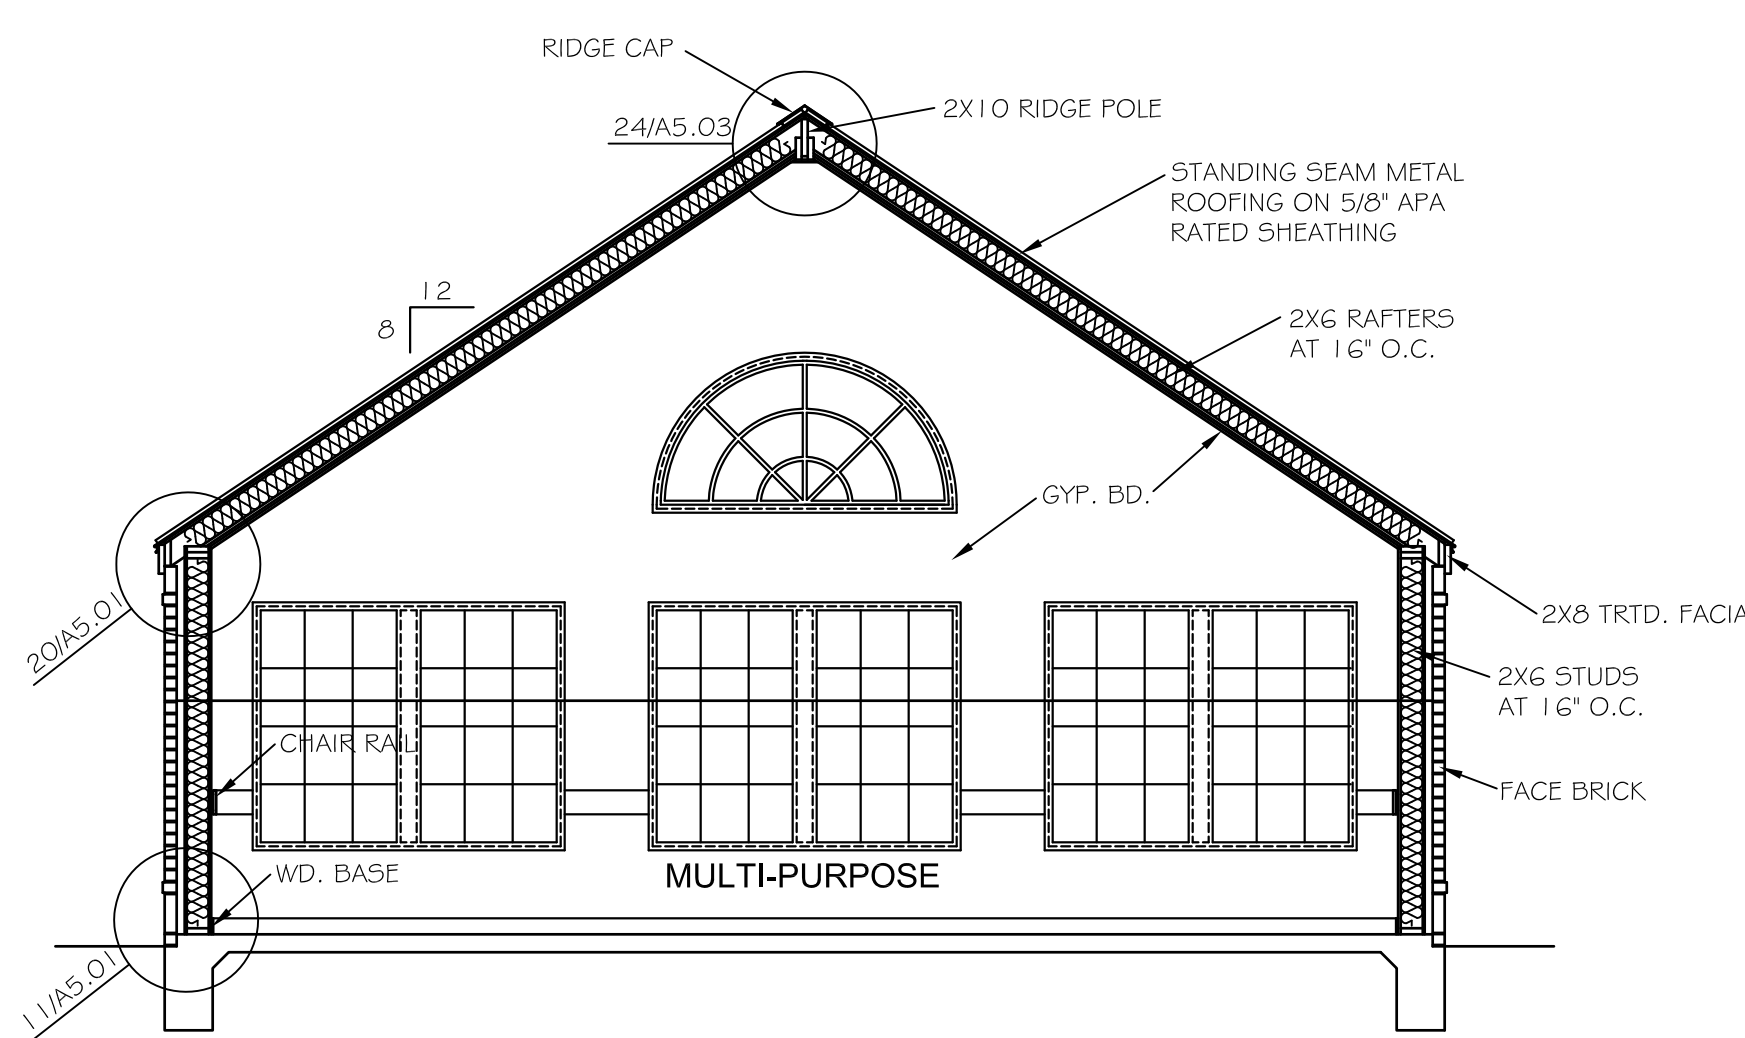 RIDGE CAP
2X10 RIDGE POLE
24/A5.03
STANDING SEAM METAL
ROOFING ON 5/8" APA
RATED SHEATHING
12
8
2X6 RAFTERS
AT 16" O.C.
GYP. BD.
20/A5.01
2X8 TRTD. FACIA
2X6 STUDS
AT 16" O.C.
CHAIR RAIL
FACE BRICK
WD. BASE
MULTI-PURPOSE
11/A5.01